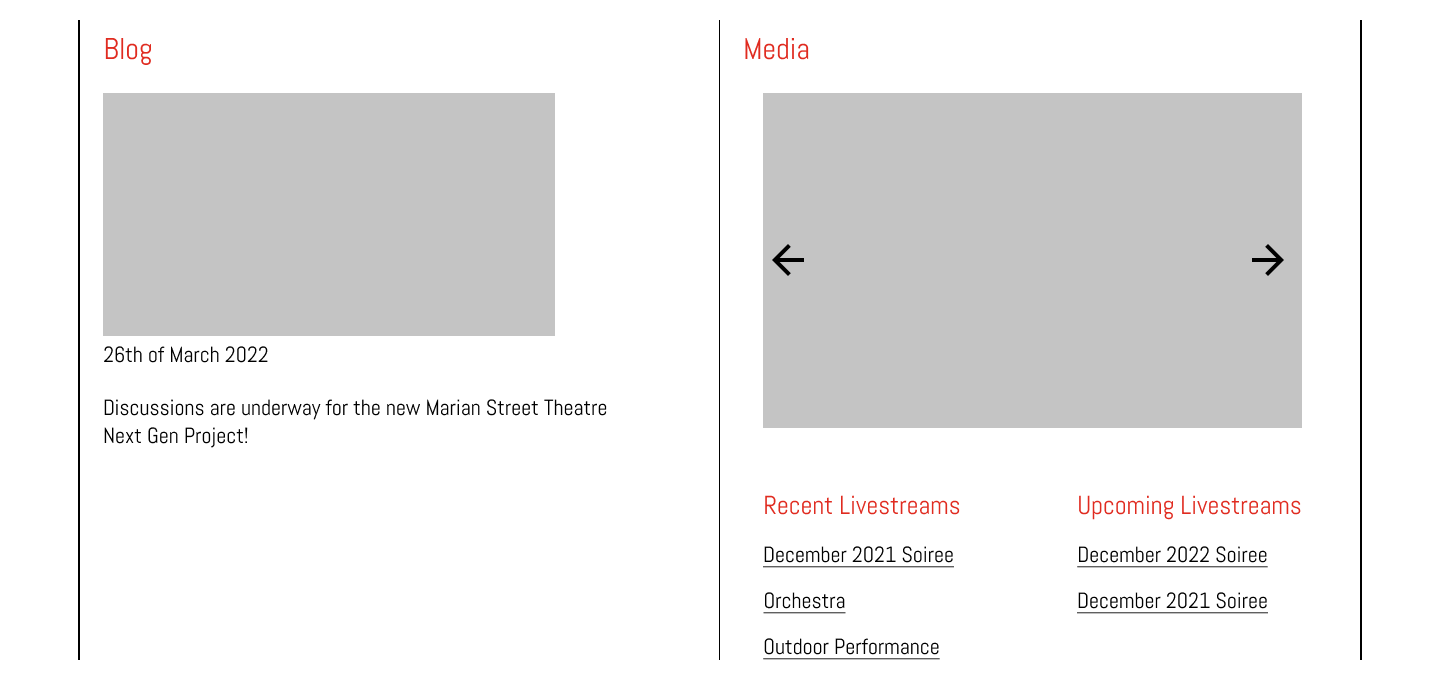 Blog
26th of March 2022
Discussions are underway for the new Marian Street Theatre
Next Gen Project!
Media
Recent Livestreams
December 2021 Soiree
Orchestra
Outdoor Performance
Upcoming Livestreams
December 2022 Soiree
December 2021 Soiree